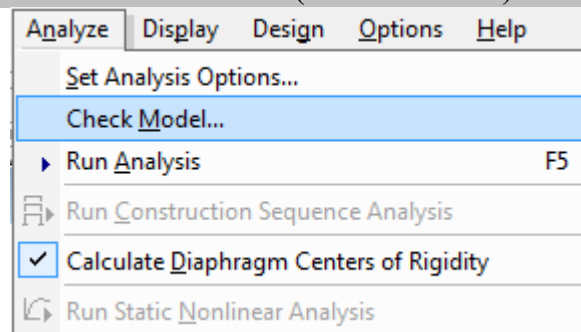 Analyze Display Design Options Help
Set Analysis Options...
Check Model...
Run Analysis F5
Run Construction Sequence Analysis
Calculate Diaphragm Centers of Rigidity
Run Static Nonlinear Analysis